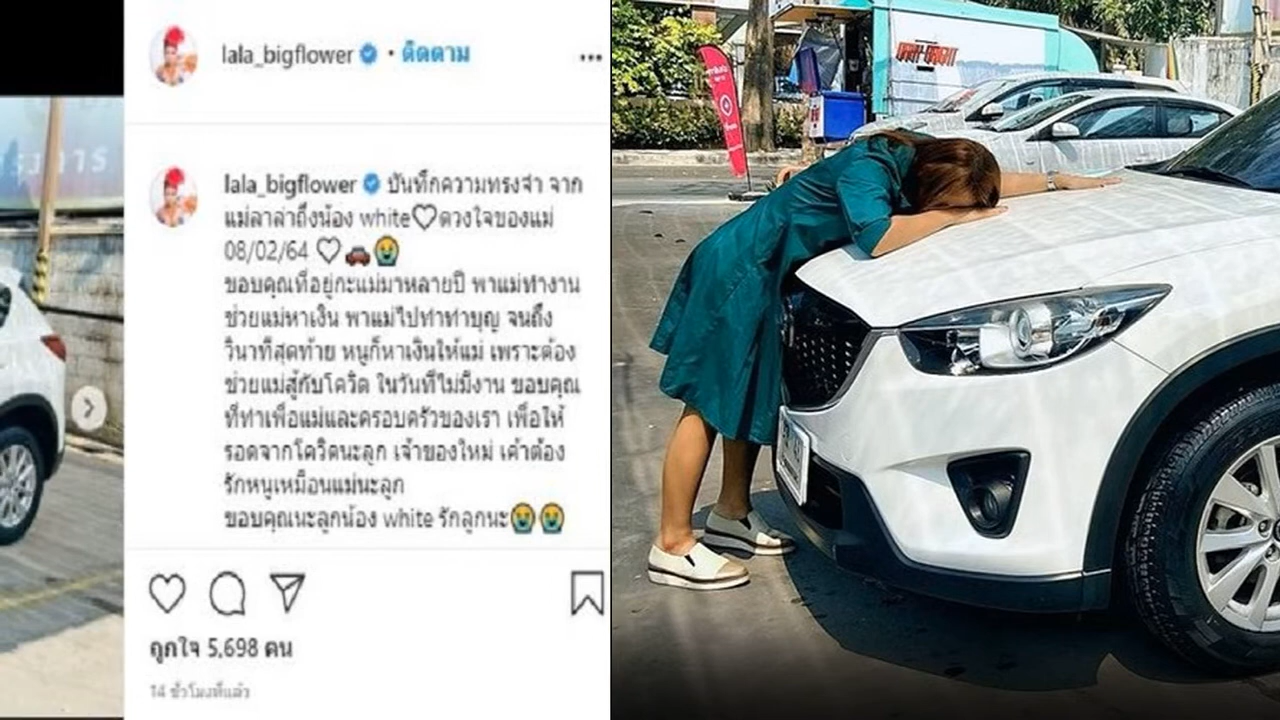 lala_bigflower • ติดตาม
lala_bigflower บันทึกความทรงจำ จาก
แม่ลาล่าถึงน้อง white♡ดวงใจของแม่
08/02/64 ♡🚗😭
ขอบคุณที่อยู่กะแม่มาหลายปี พาแม่ทำงาน
ช่วยแม่หาเงิน พาแม่ไปทำทำบุญ จนถึง
วินาทีสุดท้าย หนูก็หาเงินให้แม่ เพราะต้อง
ช่วยแม่สู้กับโควิด ในวันที่ไม่มีงาน ขอบคุณ
ที่ทำเพื่อแม่และครอบครัวของเรา เพื่อให้
รอดจากโควิดนะลูก เจ้าของใหม่ เค้าต้อง
รักหนูเหมือนแม่นะลูก
ขอบคุณนะลูกน้อง white รักลูกนะ😭😭
ถูกใจ 5,698 คน
14 ชั่วโมงที่แล้ว